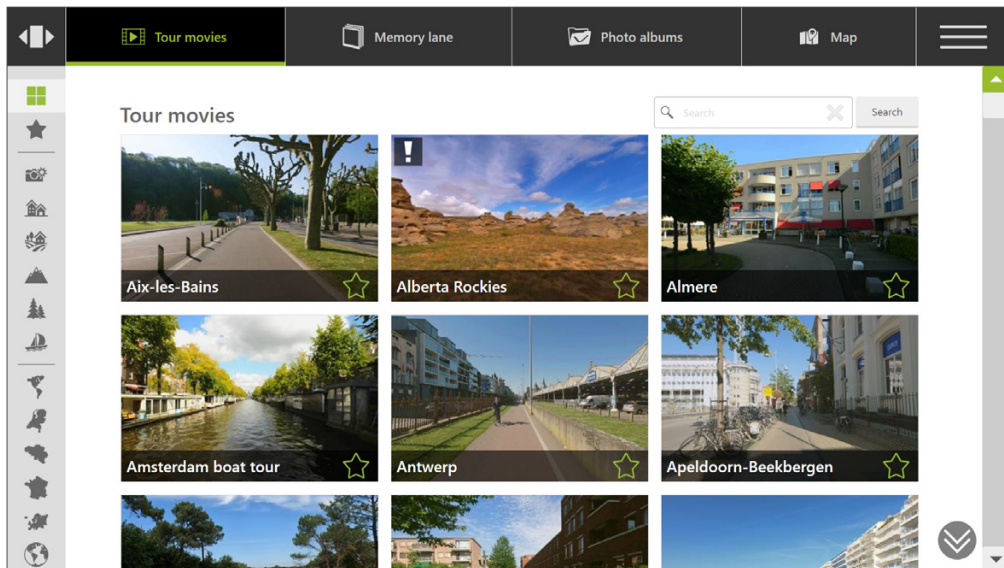 Tour movies
Memory lane
Photo albums
Map
Tour movies
Search
Search
!
Aix-les-Bains
Alberta Rockies
Almere
Amsterdam boat tour
Antwerp
Apeldoorn-Beekbergen